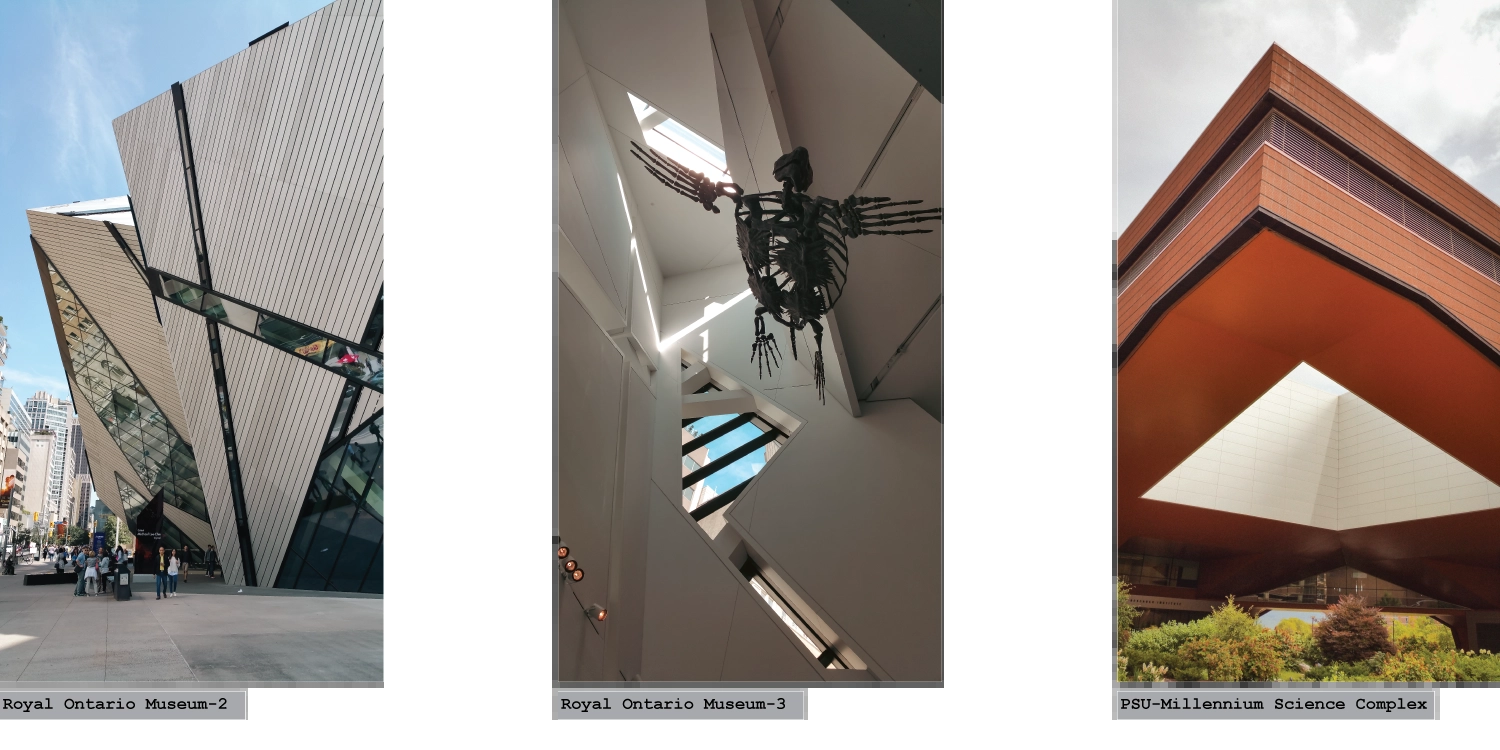 Royal Ontario Museum-2
Royal Ontario Museum-3
PSU-Millennium Science Complex